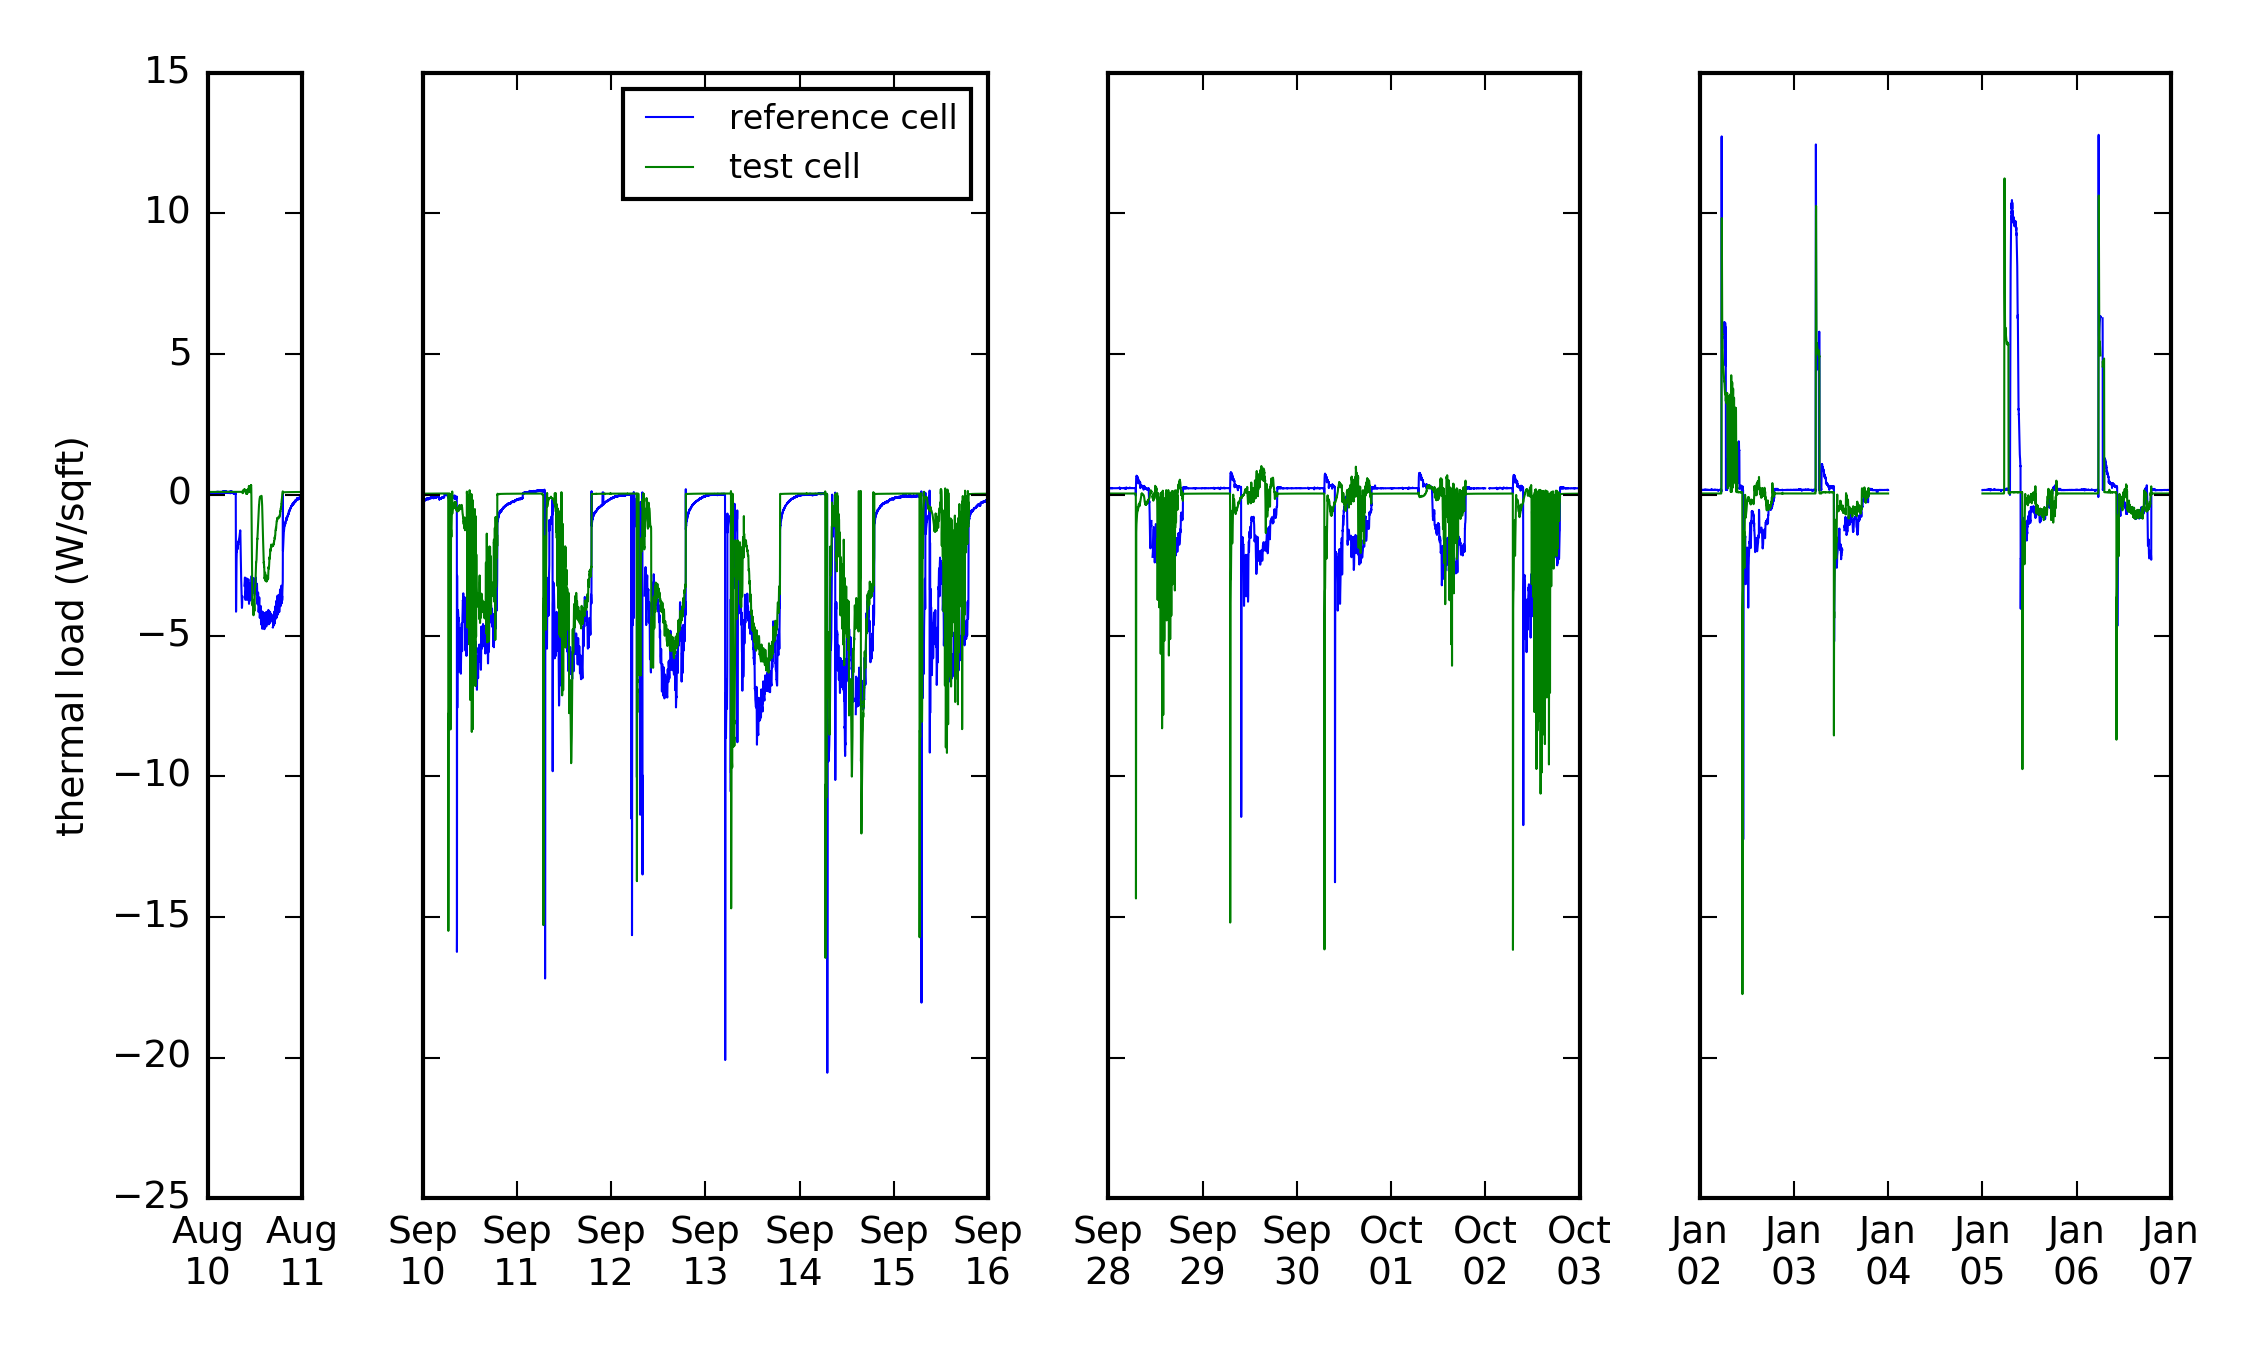 15
10
5
0
−5
−10
−15
−20
−25
thermal load (W/sqft)
reference cell
test cell
Aug
10
Aug
11
Sep
10
Sep
11
Sep
12
Sep
13
Sep
14
Sep
15
Sep
16
Sep
28
Sep
29
Sep
30
Oct
01
Oct
02
Oct
03
Jan
02
Jan
03
Jan
04
Jan
05
Jan
06
Jan
07